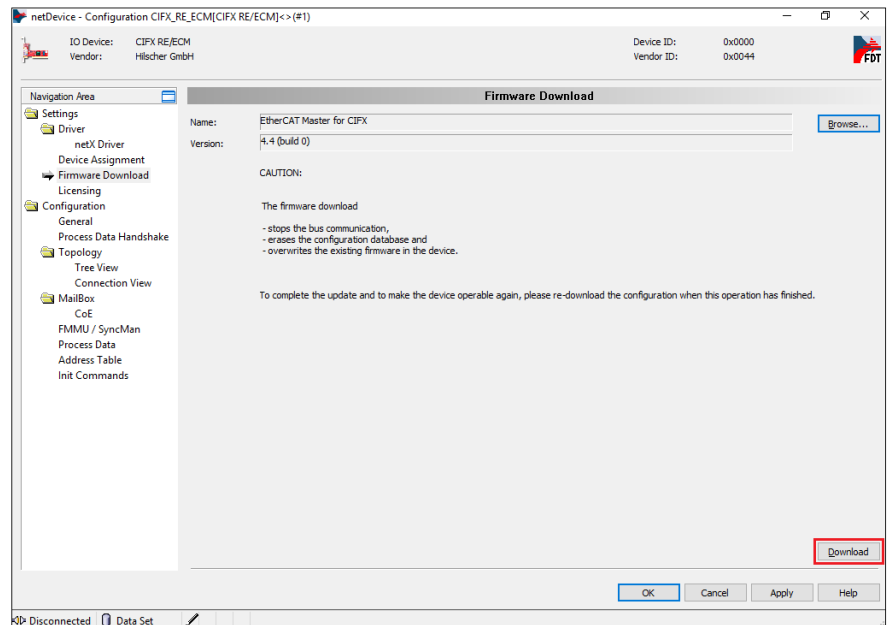 netDevice - Configuration CIFX_RE_ECM[CIFX RE/ECM]<>(#1)
IO Device: CIFX RE/ECM Device ID: 0x0000
Vendor: Hilscher GmbH Vendor ID: 0x0044
FDT
Navigation Area
Settings
Driver
netX Driver
Device Assignment
Firmware Download
Licensing
Configuration
General
Process Data Handshake
Topology
Tree View
Connection View
MailBox
CoE
FMMU / SyncMan
Process Data
Address Table
Init Commands
Firmware Download
Name: EtherCAT Master for CIFX Browse...
Version: 4.4 (build 0)
CAUTION:
The firmware download
- stops the bus communication,
- erases the configuration database and
- overwrites the existing firmware in the device.
To complete the update and to make the device operable again, please re-download the configuration when this operation has finished.
Download
OK Cancel Apply Help
Disconnected Data Set